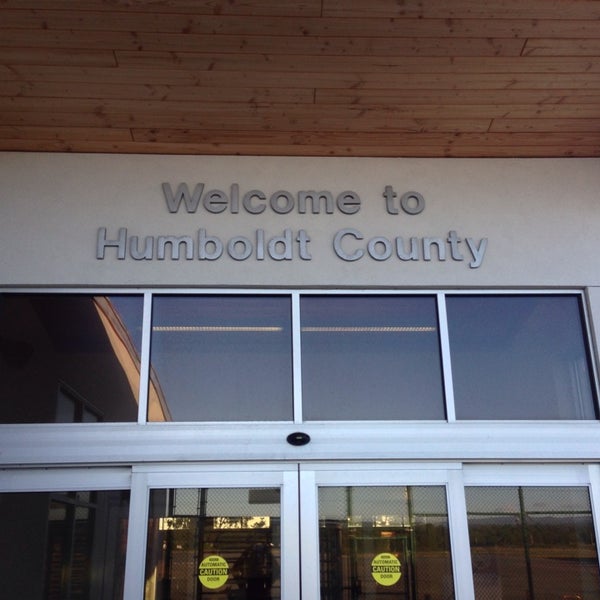 Welcome to
Humboldt County
AUTOMATIC
CAUTION
DOOR
AUTOMATIC
CAUTION
DOOR